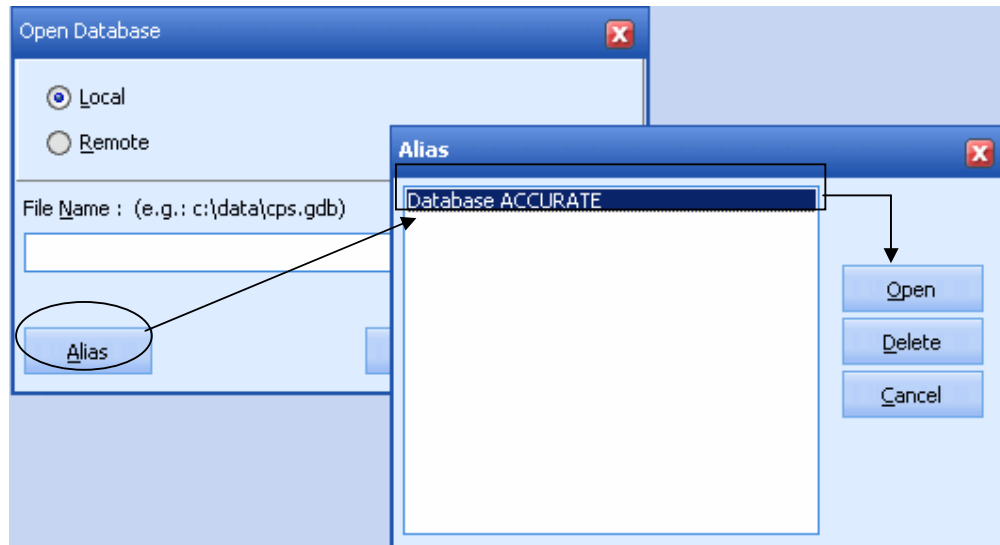 Open Database
Local
Remote
File Name : (e.g.: c:\data\cps.gdb)
Alias
Alias
Database ACCURATE
Open
Delete
Cancel